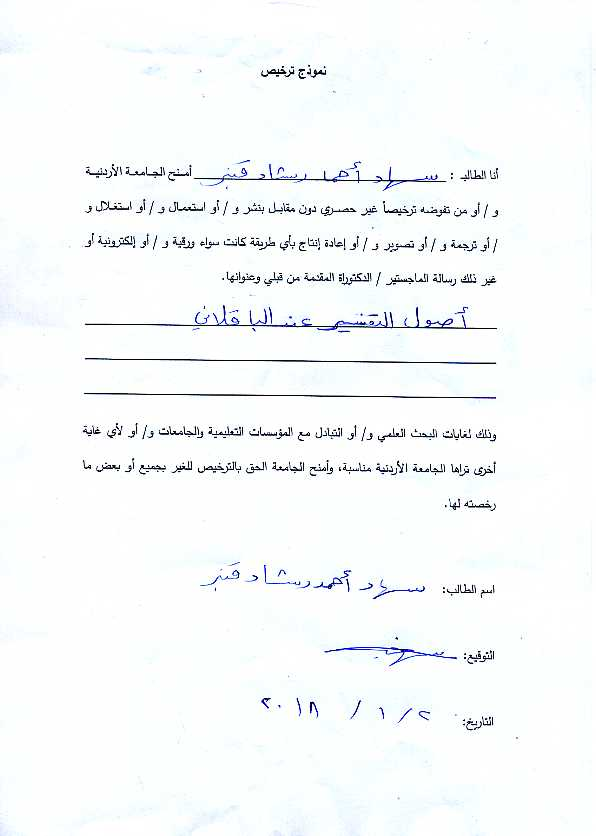 نموذج ترخيص
أنا الطالب : سهاد أحمد رشاد قنبر أمنح الجامعة الأردنية
و / أو من تفوضه ترخيصاً غير حصري دون مقابل بنشر و / أو استعمال و / أو استغلال و
/ أو ترجمة و / أو تصوير و / أو إعادة إنتاج بأي طريقة كانت سواء ورقية و / أو إلكترونية أو
غير ذلك رسالة الماجستير / الدكتوراة المقدمة من قبلي وعنوانها.
أصول التفسير عند الباقلاني
وذلك لغايات البحث العلمي و/ أو التبادل مع المؤسسات التعليمية والجامعات و/ أو لأي غاية
أخرى تراها الجامعة الأردنية مناسبة، وأمنح الجامعة الحق بالترخيص للغير بجميع أو بعض ما
رخصته لها.
اسم الطالب: سهاد أحمد رشاد قنبر
التوقيع:
التاريخ: ٢ / ١ / ٢٠١٨